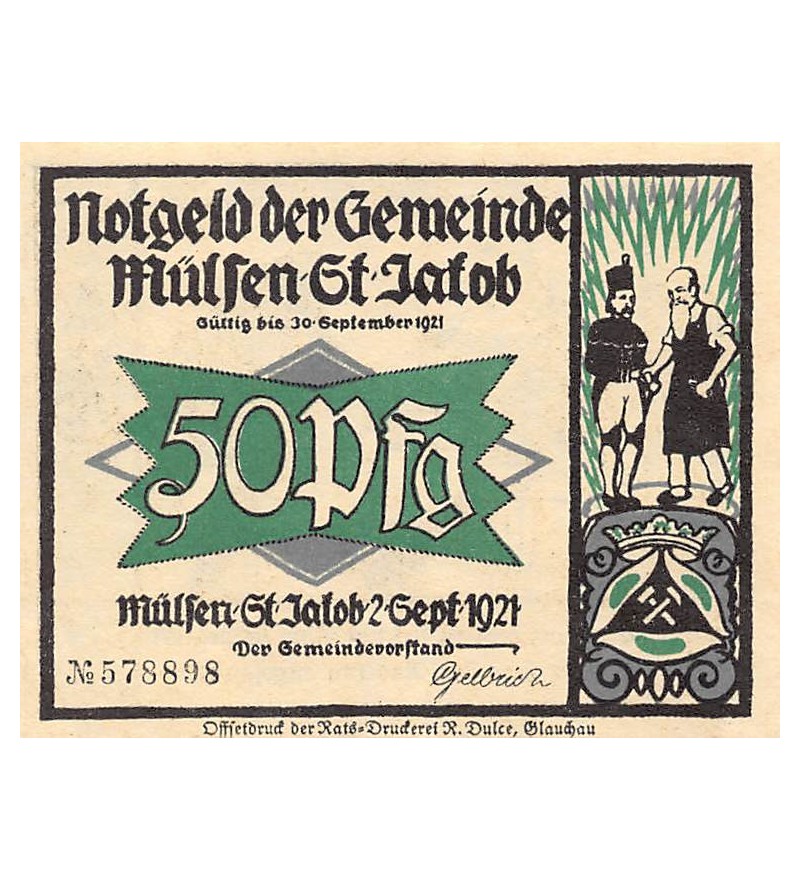 Notgeld der Gemeinde
Mülsen·St·Jakob
Gültig bis 30·September 1921
50 Pfg
Mülsen·St·Jakob·2·Sept·1921
Der Gemeindevorstand
№ 578898
Gelbrich
Offsetdruck der Rats-Druckerei R. Dulce, Glauchau